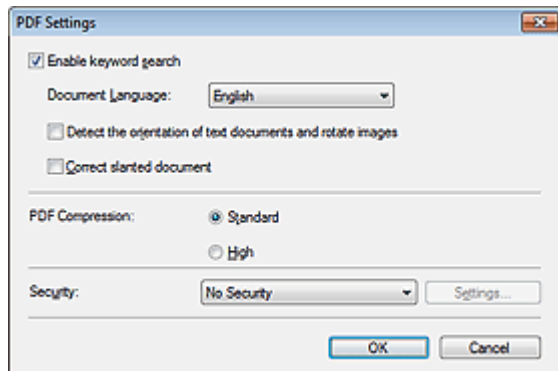 PDF Settings
Enable keyword search
Document Language: English
Detect the orientation of text documents and rotate images
Correct slanted document
PDF Compression: Standard
High
Security: No Security Settings...
OK Cancel